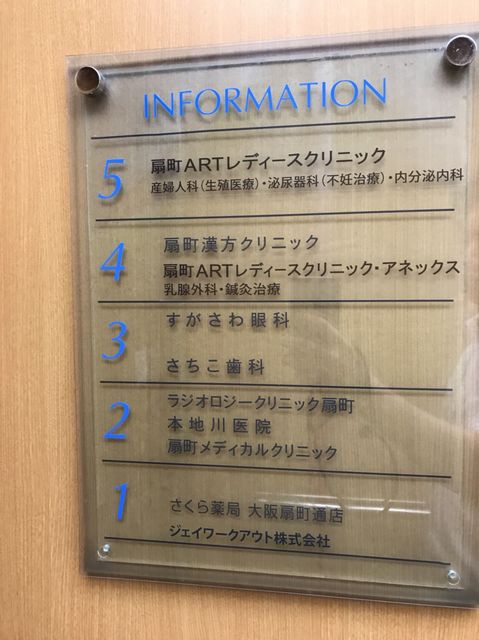 INFORMATION
5
扇町ARTレディースクリニック
産婦人科(生殖医療)・泌尿器科(不妊治療)・内分泌内科
4
扇町漢方クリニック
扇町ARTレディースクリニック・アネックス
乳腺外科・鍼灸治療
3
すがさわ眼科
さちこ歯科
2
ラジオロジークリニック扇町
本地川医院
扇町メディカルクリニック
1
さくら薬局 大阪扇町通店
ジェイワークアウト株式会社